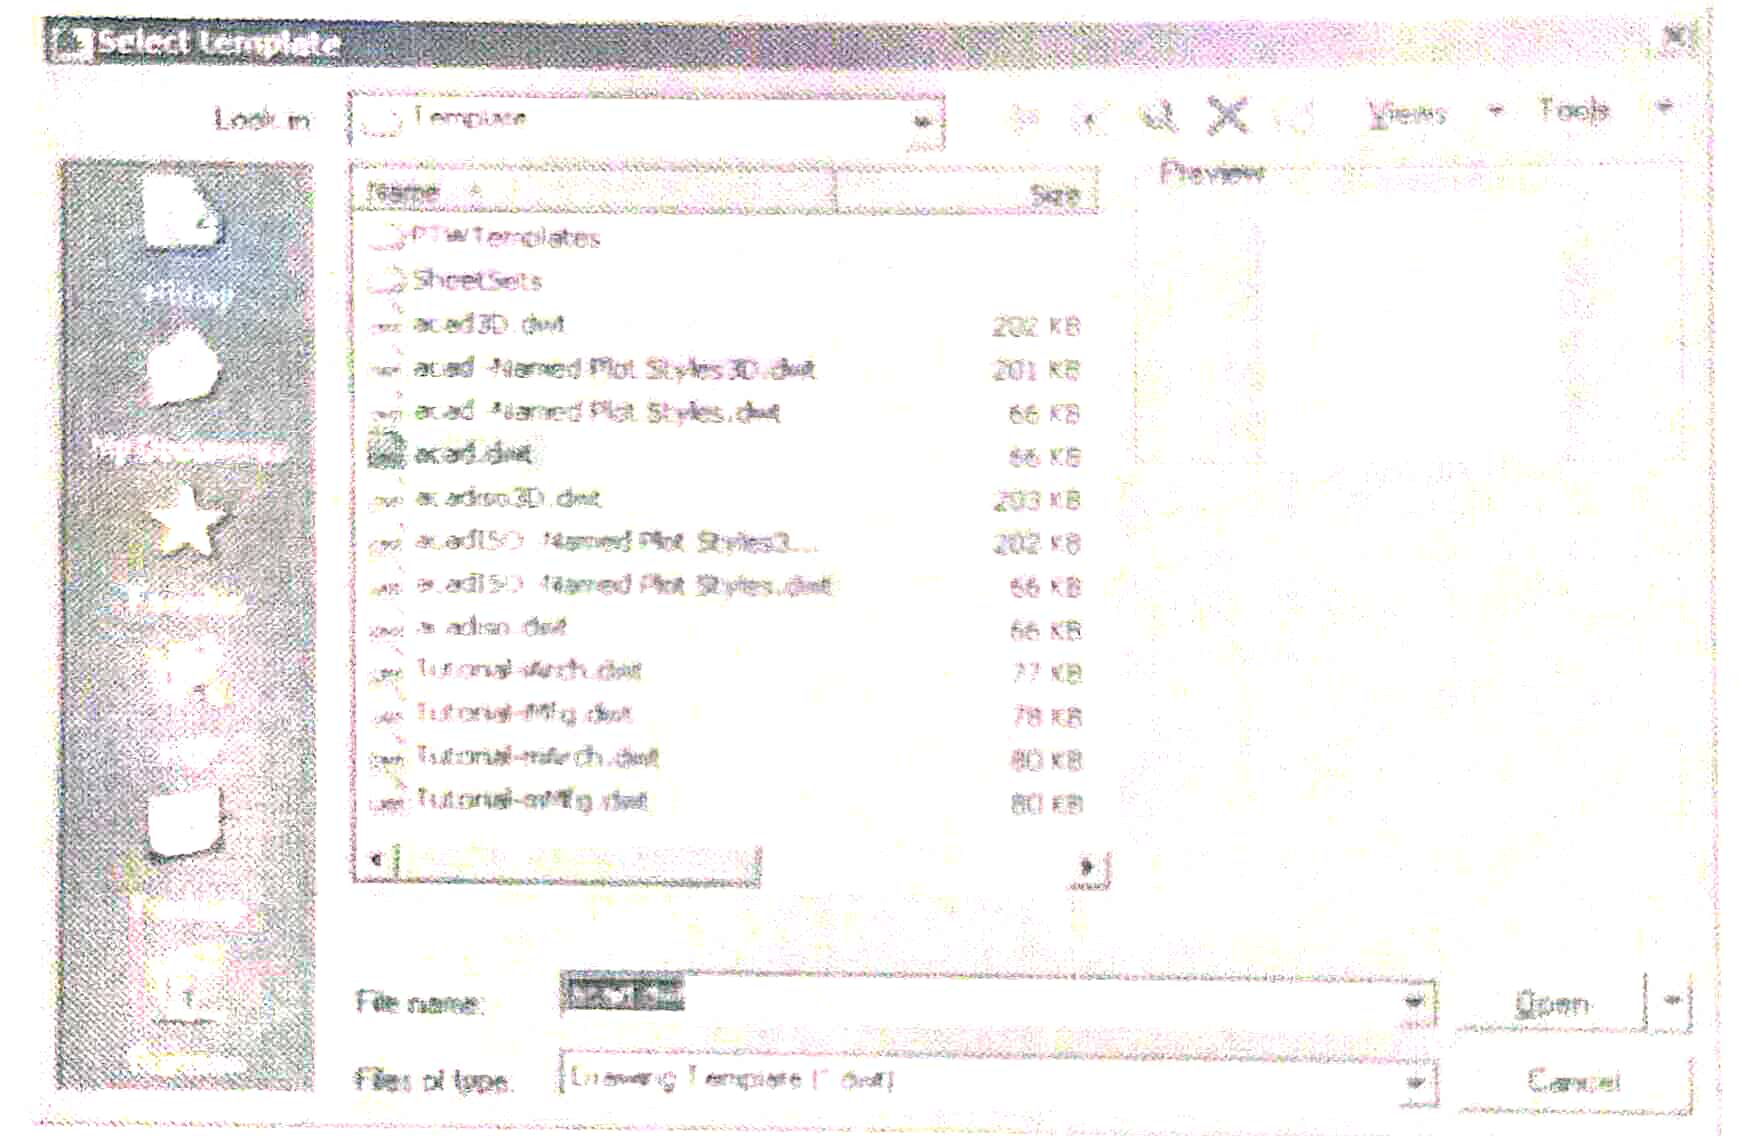 Select template
Look in
Template
Views
Tools
Name
Size
Preview
PTWTemplates
SheetSets
acad3D.dwt 202 KB
acad -Named Plot Styles3D.dwt 201 KB
acad -Named Plot Styles.dwt 66 KB
acad.dwt 66 KB
acadiso3D.dwt 203 KB
acadISO -Named Plot Styles3... 202 KB
acadISO -Named Plot Styles.dwt 66 KB
acadiso.dwt 66 KB
Tutorial-iArch.dwt 77 KB
Tutorial-iMfg.dwt 78 KB
Tutorial-mArch.dwt 80 KB
Tutorial-mMfg.dwt 80 KB
History
My Documents
File name:
Open
Files of type:
Drawing Template (*.dwt)
Cancel